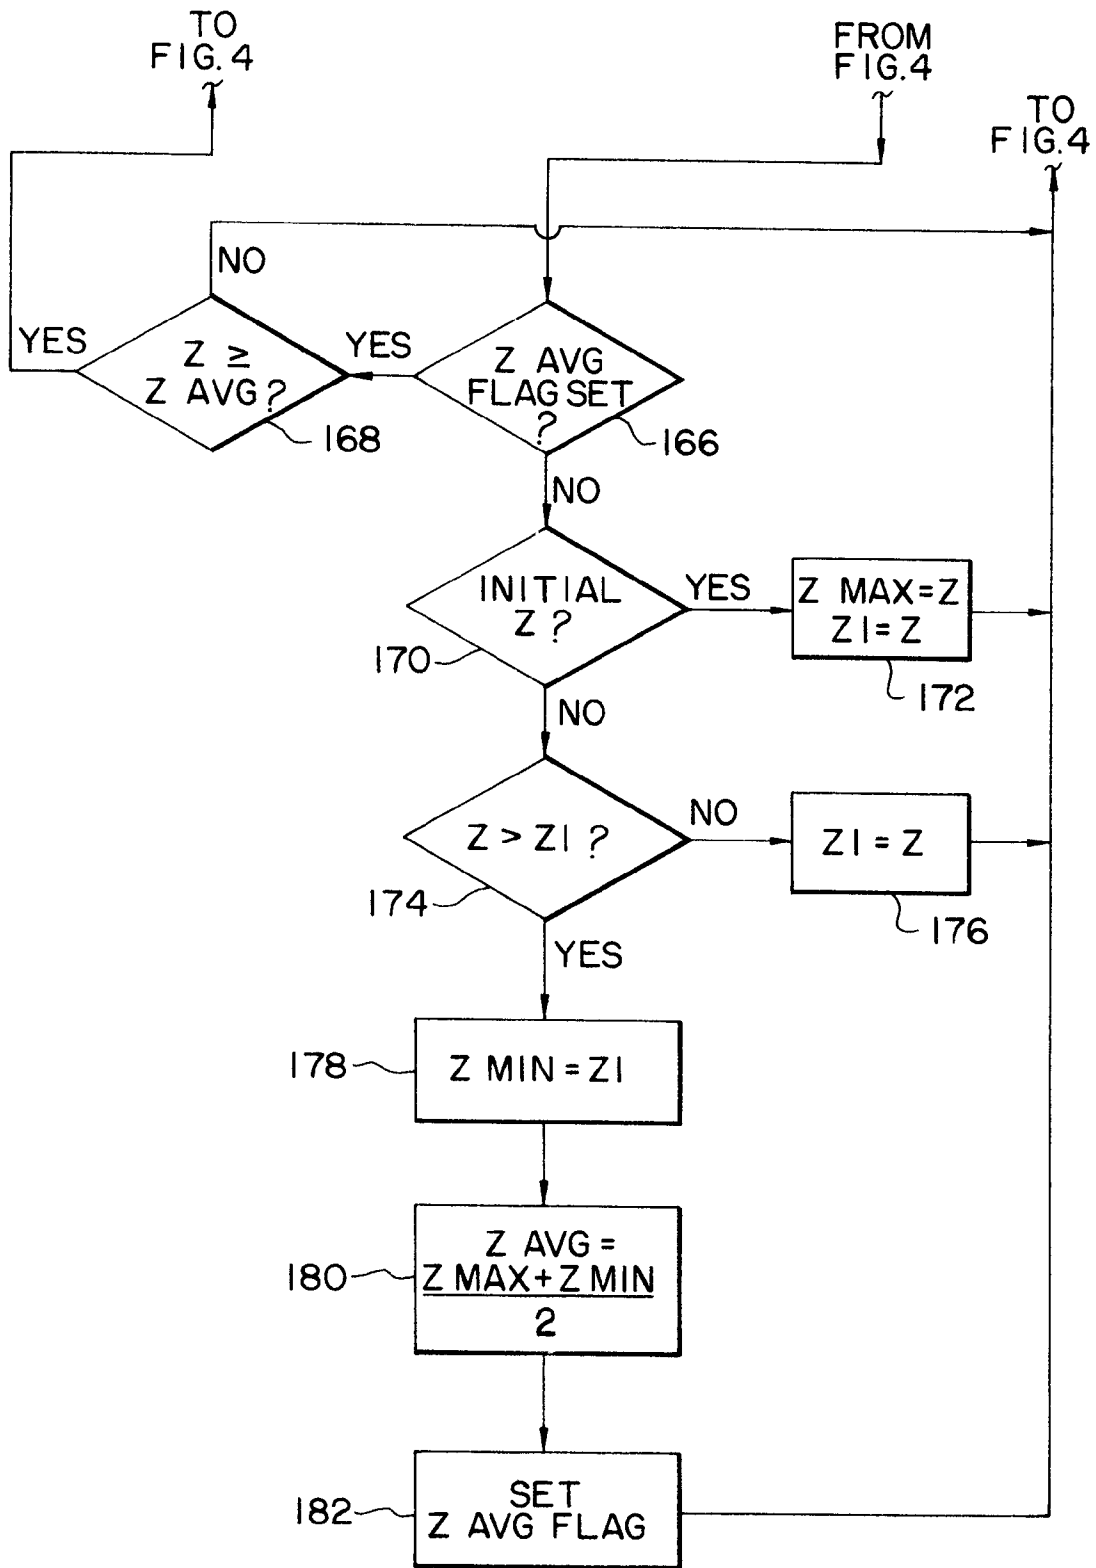 TO
FIG. 4
FROM
FIG. 4
TO
FIG. 4
NO
YES
Z ≥
Z AVG ?
168
YES
Z AVG
FLAG SET
?
166
NO
INITIAL
Z ?
170
YES
Z MAX = Z
Z1 = Z
172
NO
Z > Z1 ?
174
NO
Z1 = Z
176
YES
178
Z MIN = Z1
180
Z AVG =
Z MAX + Z MIN
2
182
SET
Z AVG FLAG